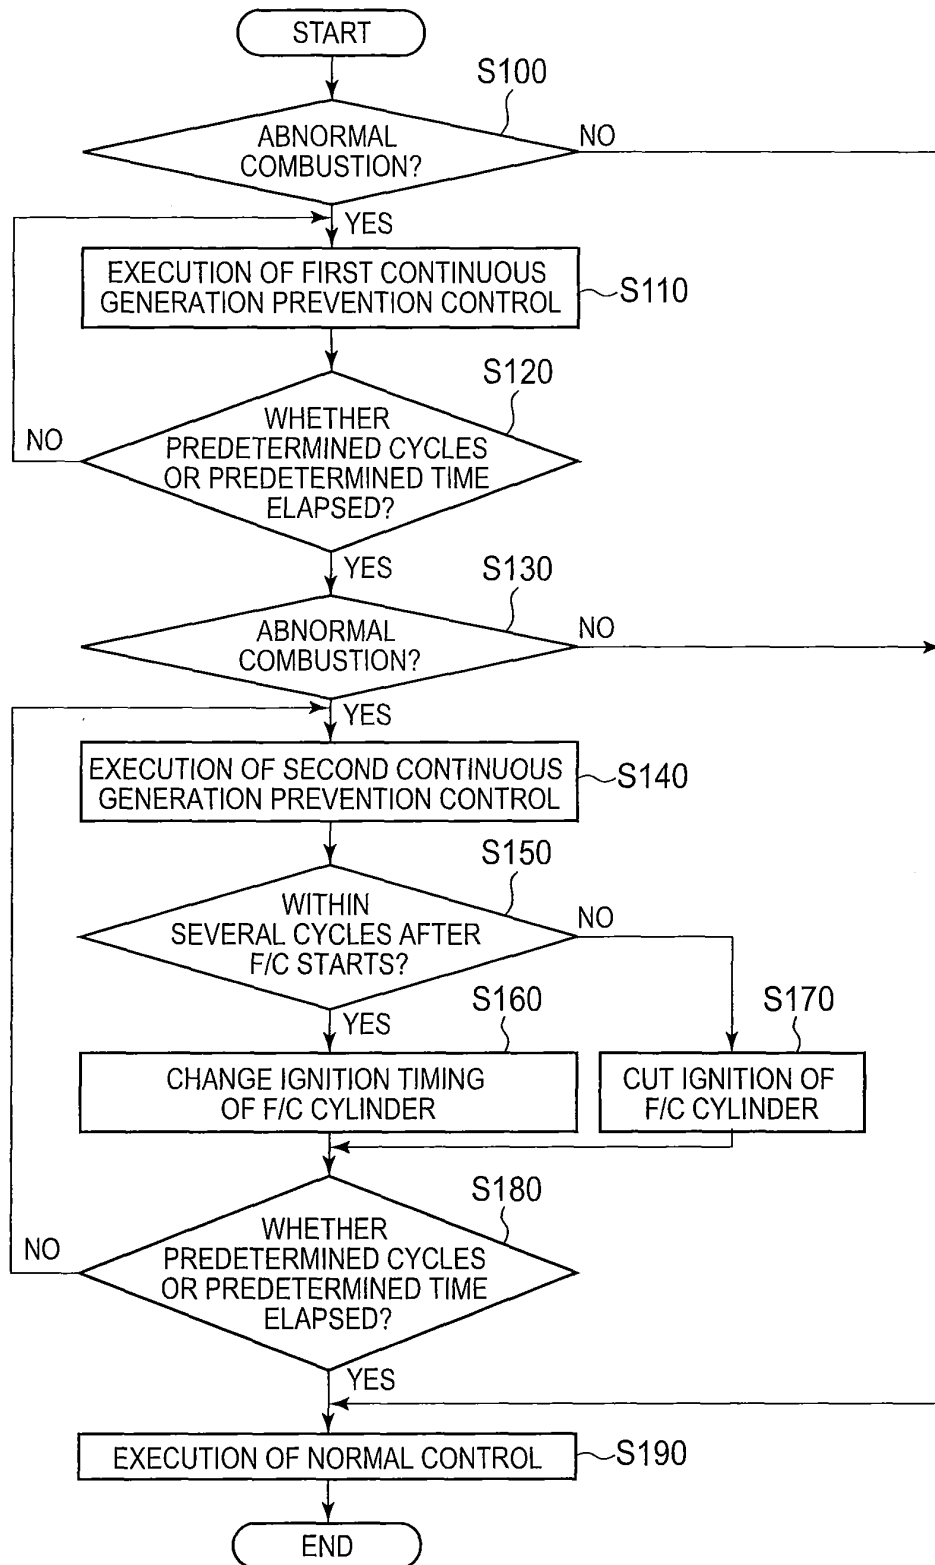 START
S100
ABNORMAL
COMBUSTION?
NO
YES
EXECUTION OF FIRST CONTINUOUS
GENERATION PREVENTION CONTROL
S110
S120
WHETHER
PREDETERMINED CYCLES
OR PREDETERMINED TIME
ELAPSED?
NO
YES
S130
ABNORMAL
COMBUSTION?
NO
YES
EXECUTION OF SECOND CONTINUOUS
GENERATION PREVENTION CONTROL
S140
S150
WITHIN
SEVERAL CYCLES AFTER
F/C STARTS?
NO
YES
S160
CHANGE IGNITION TIMING
OF F/C CYLINDER
S170
CUT IGNITION OF
F/C CYLINDER
S180
WHETHER
PREDETERMINED CYCLES
OR PREDETERMINED TIME
ELAPSED?
NO
YES
EXECUTION OF NORMAL CONTROL
S190
END